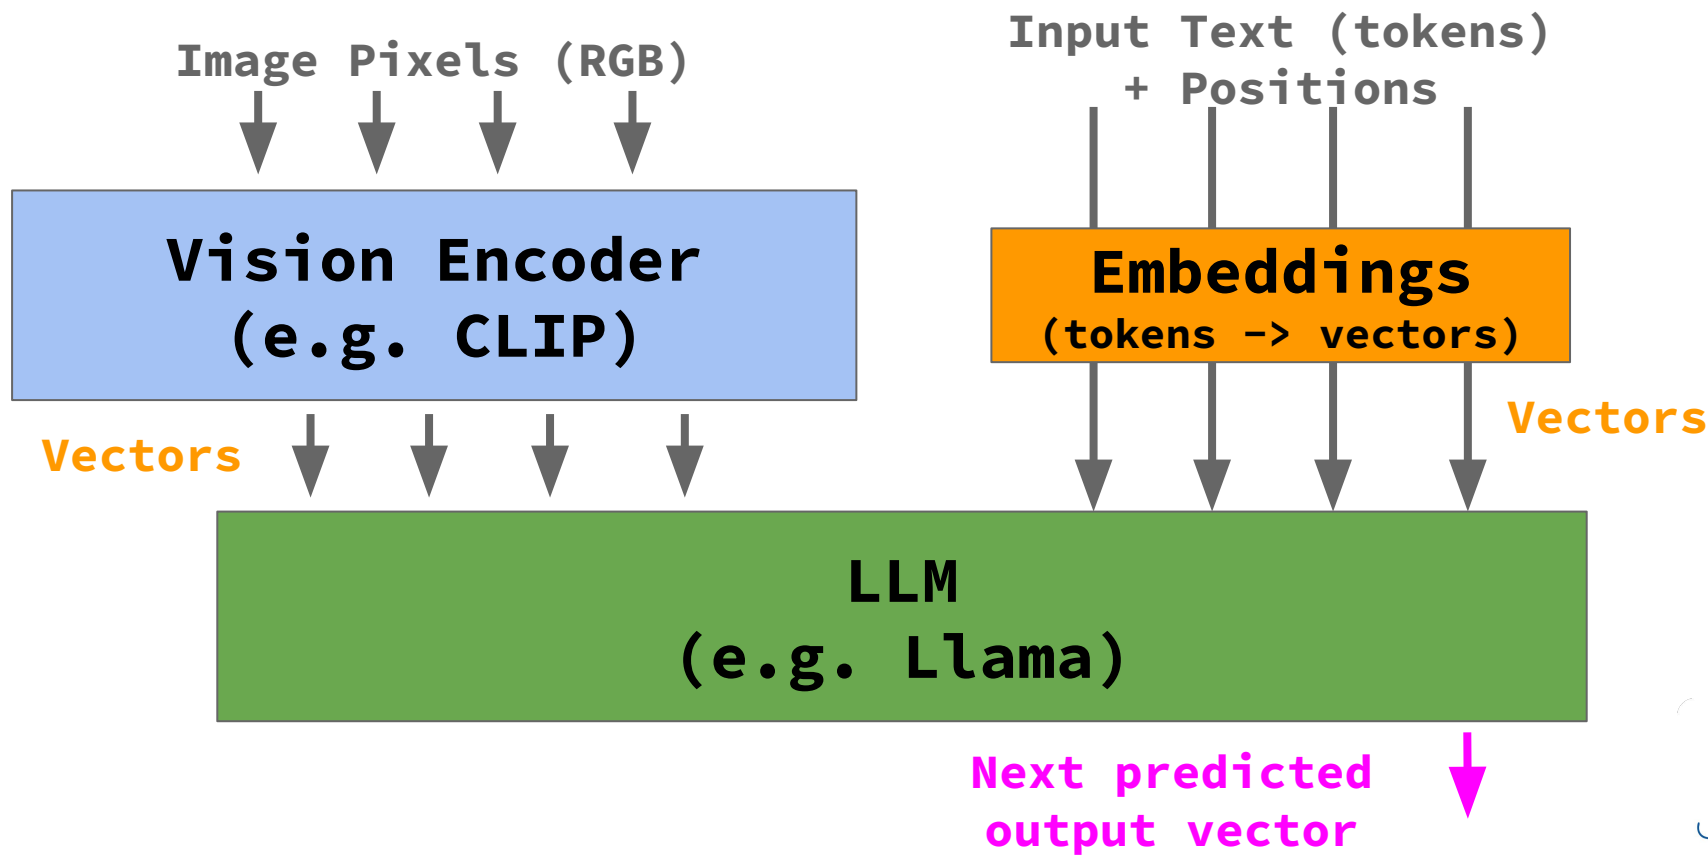 Image Pixels (RGB)
Input Text (tokens)
+ Positions
Vision Encoder
(e.g. CLIP)
Embeddings
(tokens -> vectors)
Vectors
Vectors
LLM
(e.g. Llama)
Next predicted
output vector